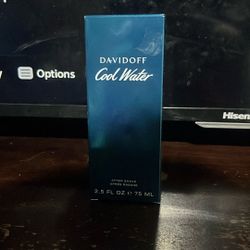 Options
DAVIDOFF
Cool Water
Hisen
AFTER SHAVE
APRÈS RASAGE
2.5 FL OZ e 75 ML